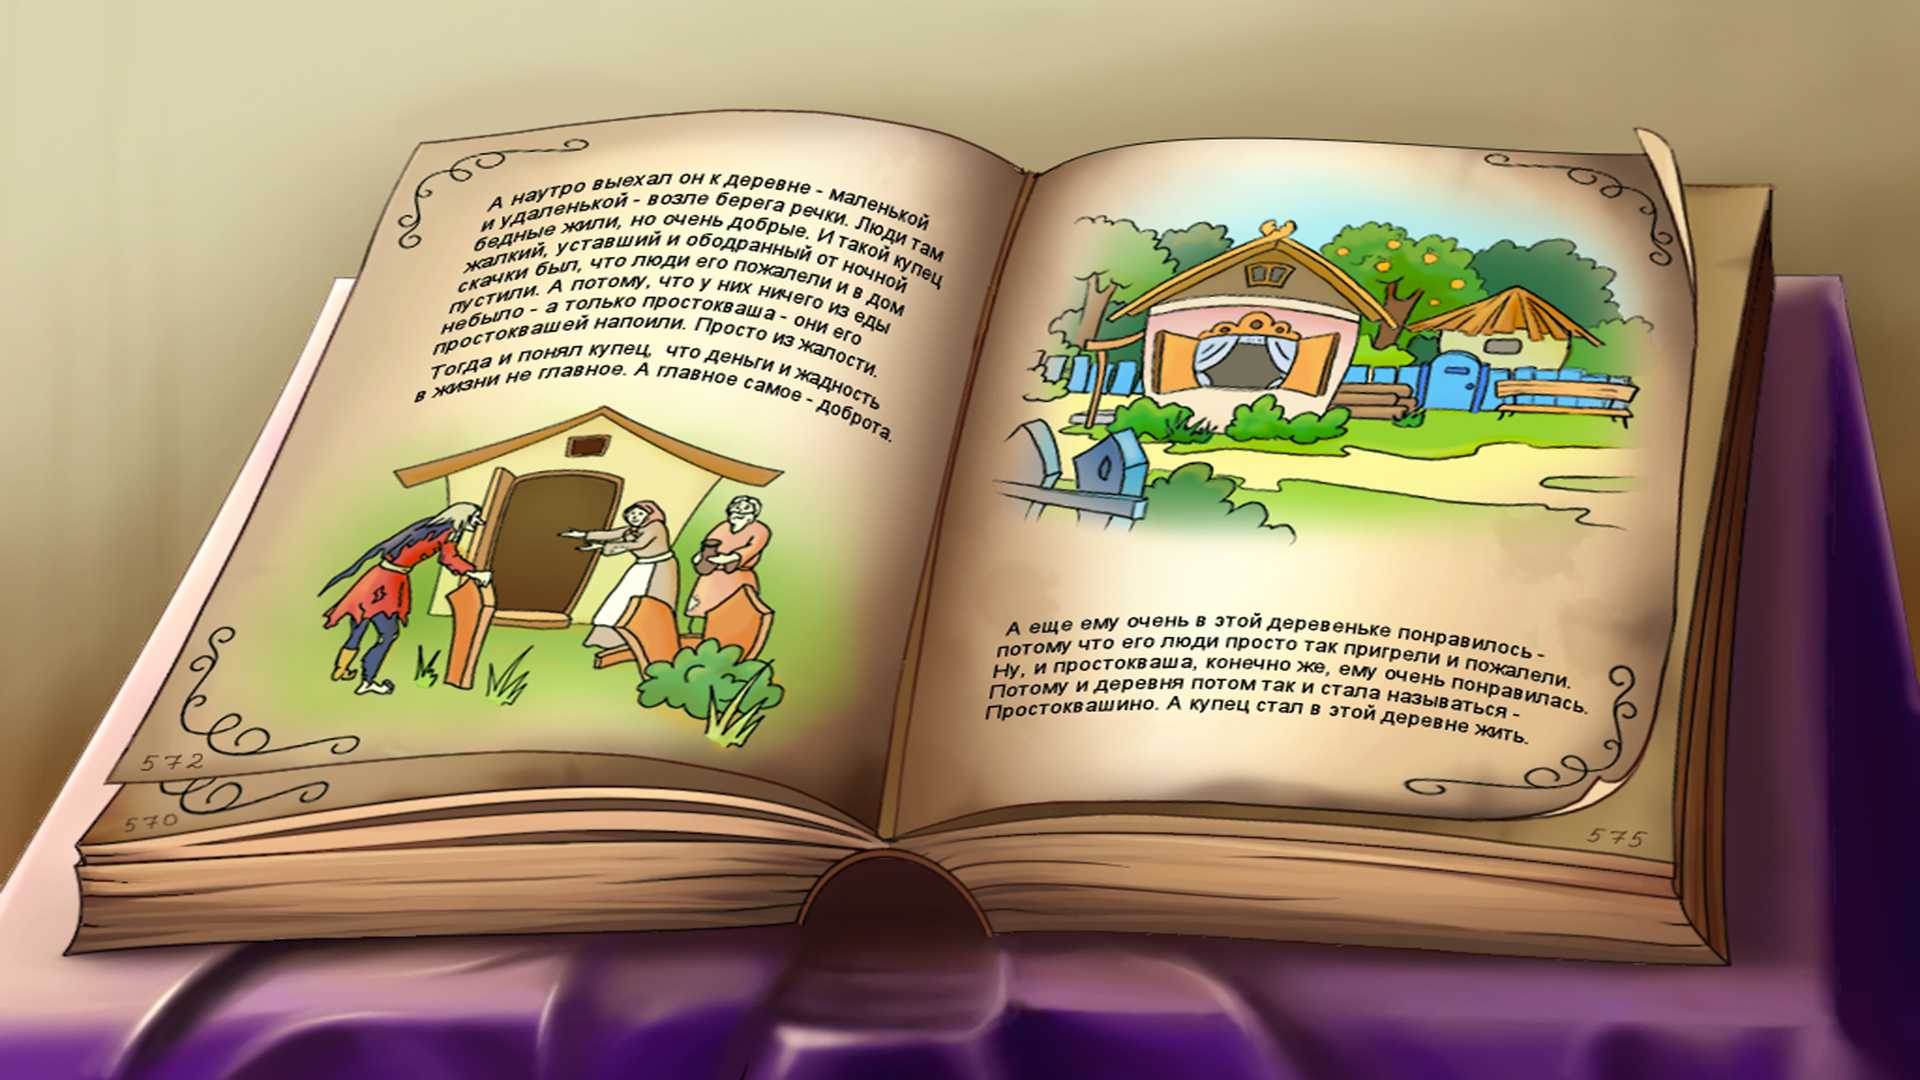 А наутро выехал он к деревне - маленькой
и удаленькой - возле берега речки. Люди там
бедные жили, но очень добрые. И такой купец
жалкий, уставший и ободранный от ночной
скачки был, что люди его пожалели и в дом
пустили. А потому, что у них ничего из еды
небыло - а только простокваша - они его
простоквашей напоили. Просто из жалости.
Тогда и понял купец, что деньги и жадность
в жизни не главное. А главное самое - доброта.
572
570
А еще ему очень в этой деревеньке понравилось -
потому что его люди просто так пригрели и пожалели.
Ну, и простокваша, конечно же, ему очень понравилась.
Потому и деревня потом так и стала называться -
Простоквашино. А купец стал в этой деревне жить.
575